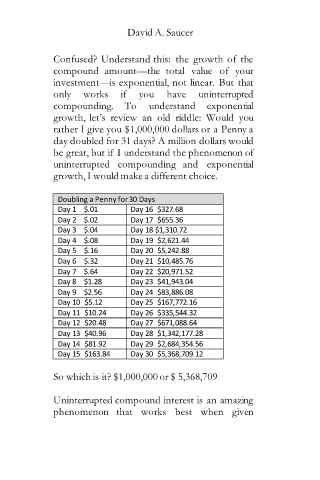 David A. Saucer
Confused? Understand this: the growth of the
compound amount—the total value of your
investment—is exponential, not linear. But that
only works if you have uninterrupted
compounding. To understand exponential
growth, let's review an old riddle: Would you
rather I give you $1,000,000 dollars or a Penny a
day doubled for 31 days? A million dollars would
be great, but if I understand the phenomenon of
uninterrupted compounding and exponential
growth, I would make a different choice.
Doubling a Penny for 30 Days
Day 1 $.01 Day 16 $327.68
Day 2 $.02 Day 17 $655.36
Day 3 $.04 Day 18 $1,310.72
Day 4 $.08 Day 19 $2,621.44
Day 5 $.16 Day 20 $5,242.88
Day 6 $.32 Day 21 $10,485.76
Day 7 $.64 Day 22 $20,971.52
Day 8 $1.28 Day 23 $41,943.04
Day 9 $2.56 Day 24 $83,886.08
Day 10 $5.12 Day 25 $167,772.16
Day 11 $10.24 Day 26 $335,544.32
Day 12 $20.48 Day 27 $671,088.64
Day 13 $40.96 Day 28 $1,342,177.28
Day 14 $81.92 Day 29 $2,684,354.56
Day 15 $163.84 Day 30 $5,368,709.12
So which is it? $1,000,000 or $ 5,368,709
Uninterrupted compound interest is an amazing
phenomenon that works best when given